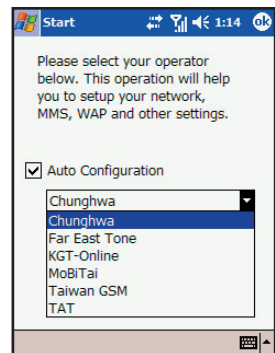 Start 1:14 ok
Please select your operator
below. This operation will help
you to setup your network,
MMS, WAP and other settings.
Auto Configuration
Chunghwa
Chunghwa
Far East Tone
KGT-Online
MoBiTai
Taiwan GSM
TAT